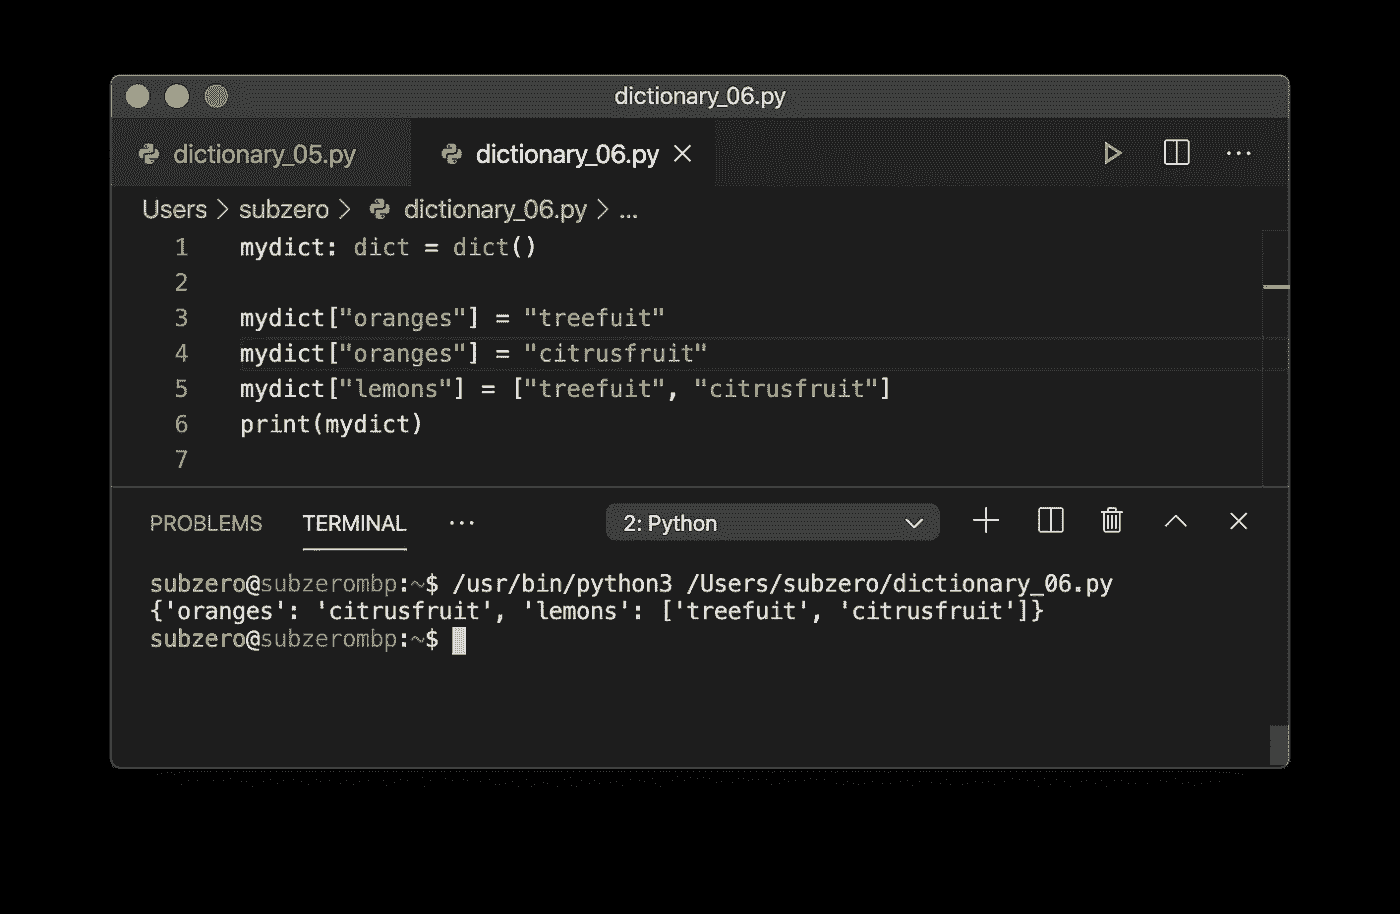 dictionary_06.py
dictionary_05.py dictionary_06.py
Users > subzero > dictionary_06.py > ...
1 mydict: dict = dict()
2
3 mydict["oranges"] = "treefuit"
4 mydict["oranges"] = "citrusfruit"
5 mydict["lemons"] = ["treefuit", "citrusfruit"]
6 print(mydict)
7
PROBLEMS TERMINAL ... 2: Python
subzero@subzerombp:~$ /usr/bin/python3 /Users/subzero/dictionary_06.py
{'oranges': 'citrusfruit', 'lemons': ['treefuit', 'citrusfruit']}
subzero@subzerombp:~$